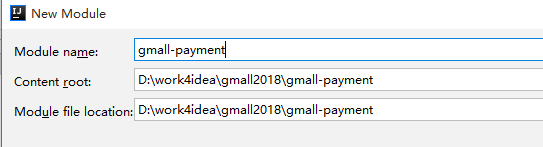 New Module
Module name: gmall-payment
Content root: D:\work4idea\gmall2018\gmall-payment
Module file location: D:\work4idea\gmall2018\gmall-payment